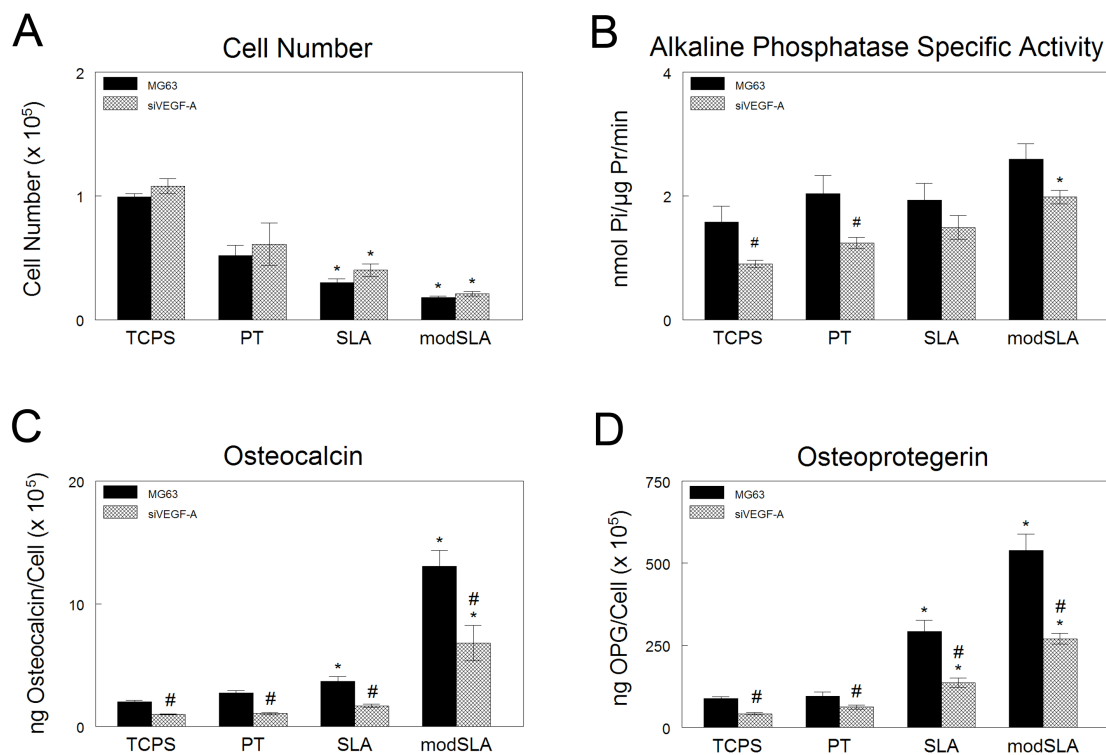 A
Cell Number
Cell Number (x 10⁵)
2
1
0
MG63
siVEGF-A
* *
* *
TCPS PT SLA modSLA
B
Alkaline Phosphatase Specific Activity
nmol Pi/µg Pr/min
4
2
0
MG63
siVEGF-A
*
#
#
TCPS PT SLA modSLA
C
Osteocalcin
ng Osteocalcin/Cell (x 10⁵)
20
10
0
MG63
siVEGF-A
*
#
*
*
# # #
TCPS PT SLA modSLA
D
Osteoprotegerin
ng OPG/Cell (x 10⁵)
750
500
250
0
MG63
siVEGF-A
*
#
*
*
#
*
# #
TCPS PT SLA modSLA